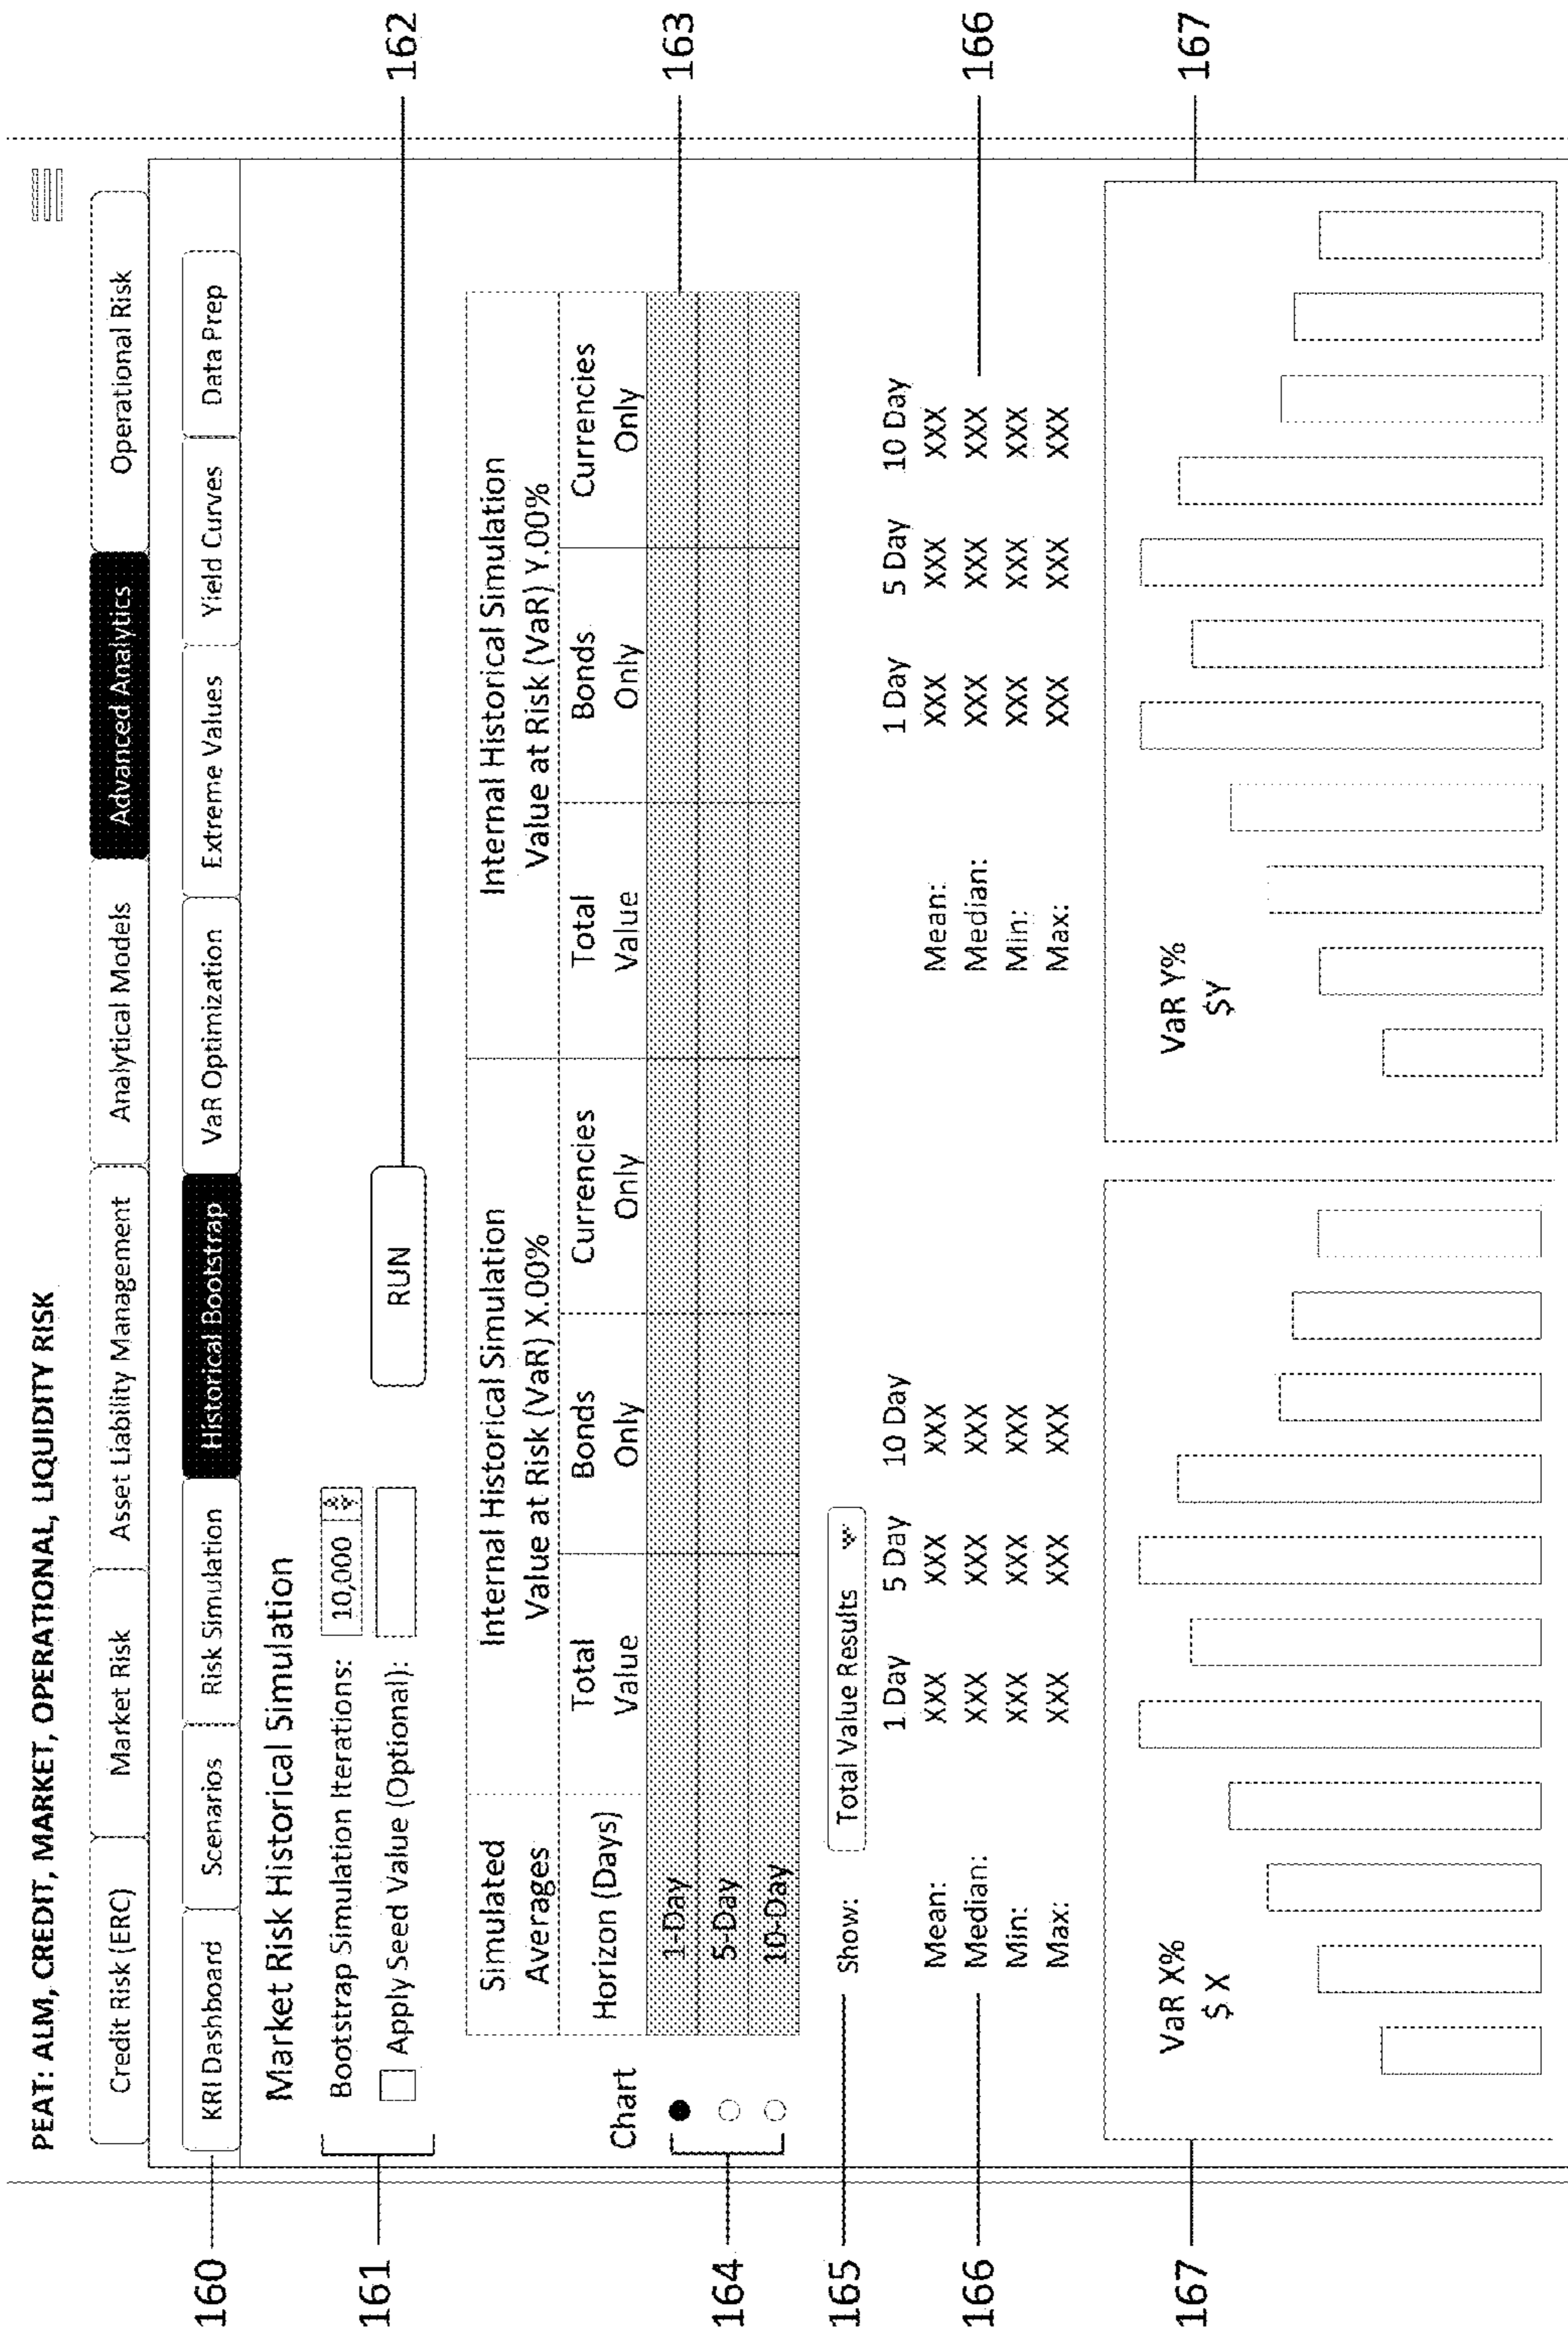 PEAT: ALM, CREDIT, MARKET, OPERATIONAL, LIQUIDITY RISK
Credit Risk (ERC) Market Risk Asset Liability Management Analytical Models Advanced Analytics Operational Risk
160 KRI Dashboard Scenarios Risk Simulation Historical Bootstrap VaR Optimization Extreme Values Yield Curves Data Prep
Market Risk Historical Simulation
161 Bootstrap Simulation Iterations: 10,000
Apply Seed Value (Optional): RUN 162
Simulated Averages Internal Historical Simulation Value at Risk (VaR) X.00% Internal Historical Simulation Value at Risk (VaR) Y.00%
Chart Horizon (Days) Total Value Bonds Only Currencies Only Total Value Bonds Only Currencies Only
1-Day 163
164 5-Day
10-Day
165 Show: Total Value Results
1 Day 5 Day 10 Day 1 Day 5 Day 10 Day
Mean: XXX XXX XXX Mean: XXX XXX XXX
166 Median: XXX XXX XXX Median: XXX XXX XXX 166
Min: XXX XXX XXX Min: XXX XXX XXX
Max: XXX XXX XXX Max: XXX XXX XXX
167 VaR X% VaR Y% 167
$ X $Y